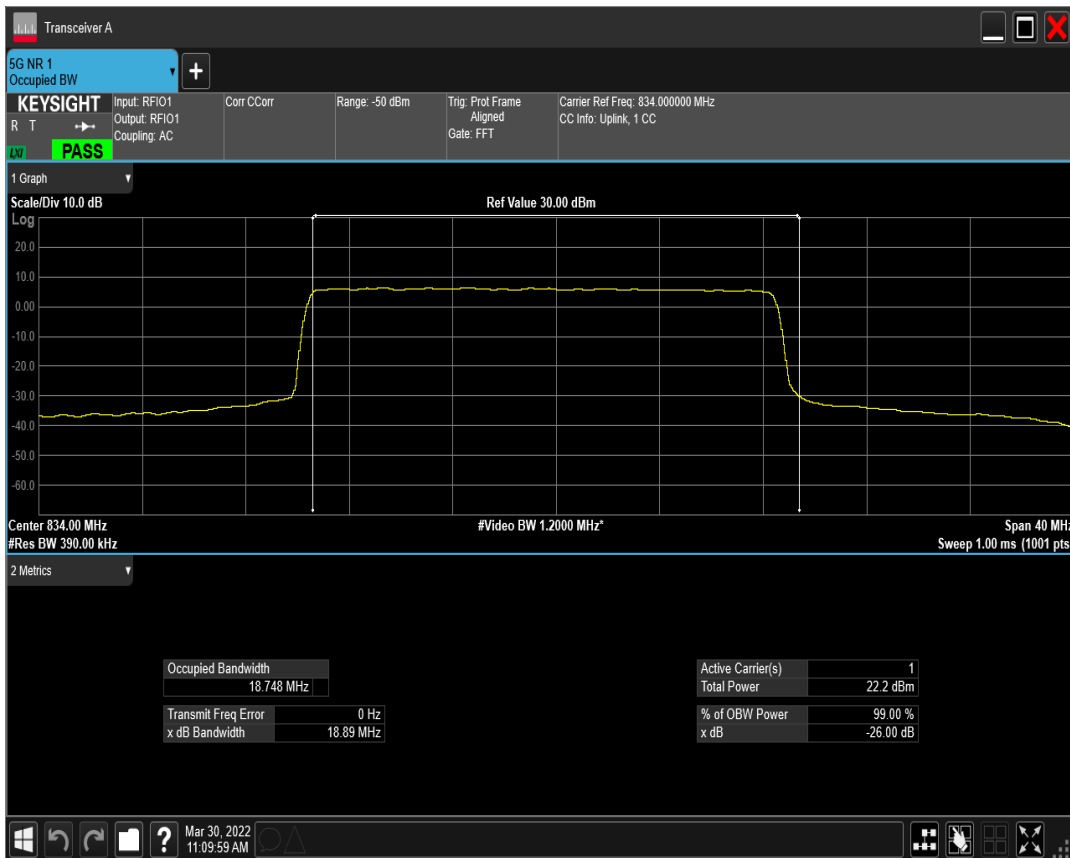 Transceiver A
5G NR 1
Occupied BW
KEYSIGHT
R T
LXI
PASS
Input: RFIO1
Output: RFIO1
Coupling: AC
Corr CCorr
Range: -50 dBm
Trig: Prot Frame
Aligned
Gate: FFT
Carrier Ref Freq: 834.000000 MHz
CC Info: Uplink, 1 CC
1 Graph
Scale/Div 10.0 dB
Ref Value 30.00 dBm
Log
20.0
10.0
0.00
-10.0
-20.0
-30.0
-40.0
-50.0
-60.0
Center 834.00 MHz
#Video BW 1.2000 MHz*
Span 40 MHz
#Res BW 390.00 kHz
Sweep 1.00 ms (1001 pts
2 Metrics
Occupied Bandwidth
18.748 MHz
Transmit Freq Error 0 Hz
x dB Bandwidth 18.89 MHz
Active Carrier(s) 1
Total Power 22.2 dBm
% of OBW Power 99.00 %
x dB -26.00 dB
Mar 30, 2022
11:09:59 AM